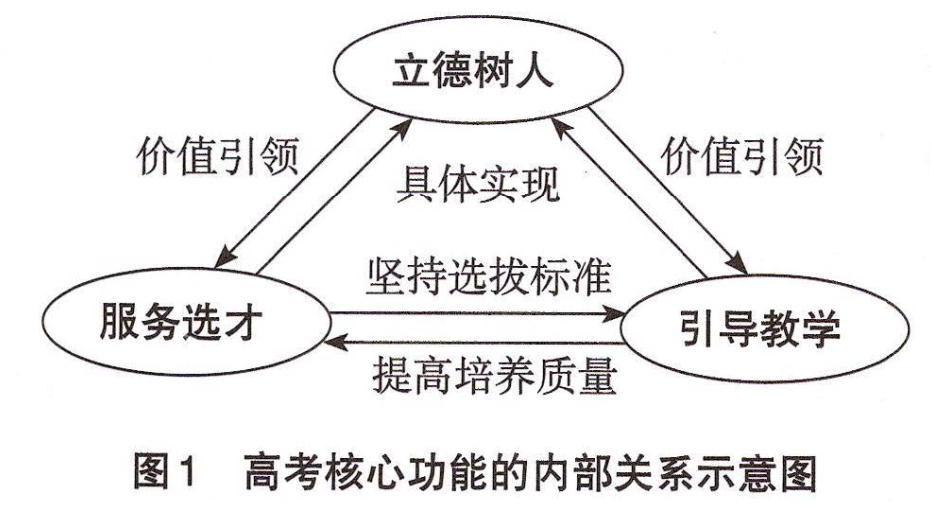 立德树人
价值引领
价值引领
具体实现
坚持选拔标准
服务选才
引导教学
提高培养质量
图1 高考核心功能的内部关系示意图